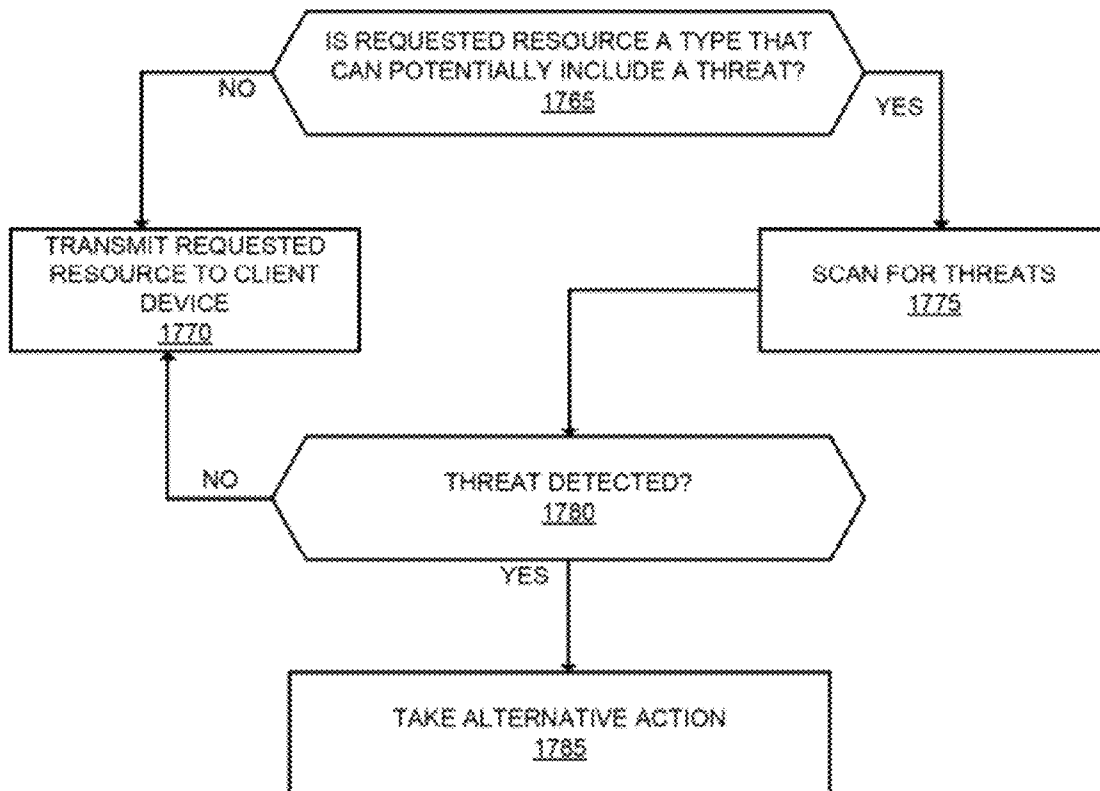 IS REQUESTED RESOURCE A TYPE THAT
CAN POTENTIALLY INCLUDE A THREAT?
1765
NO
YES
TRANSMIT REQUESTED
RESOURCE TO CLIENT
DEVICE
1770
SCAN FOR THREATS
1775
NO
THREAT DETECTED?
1780
YES
TAKE ALTERNATIVE ACTION
1785